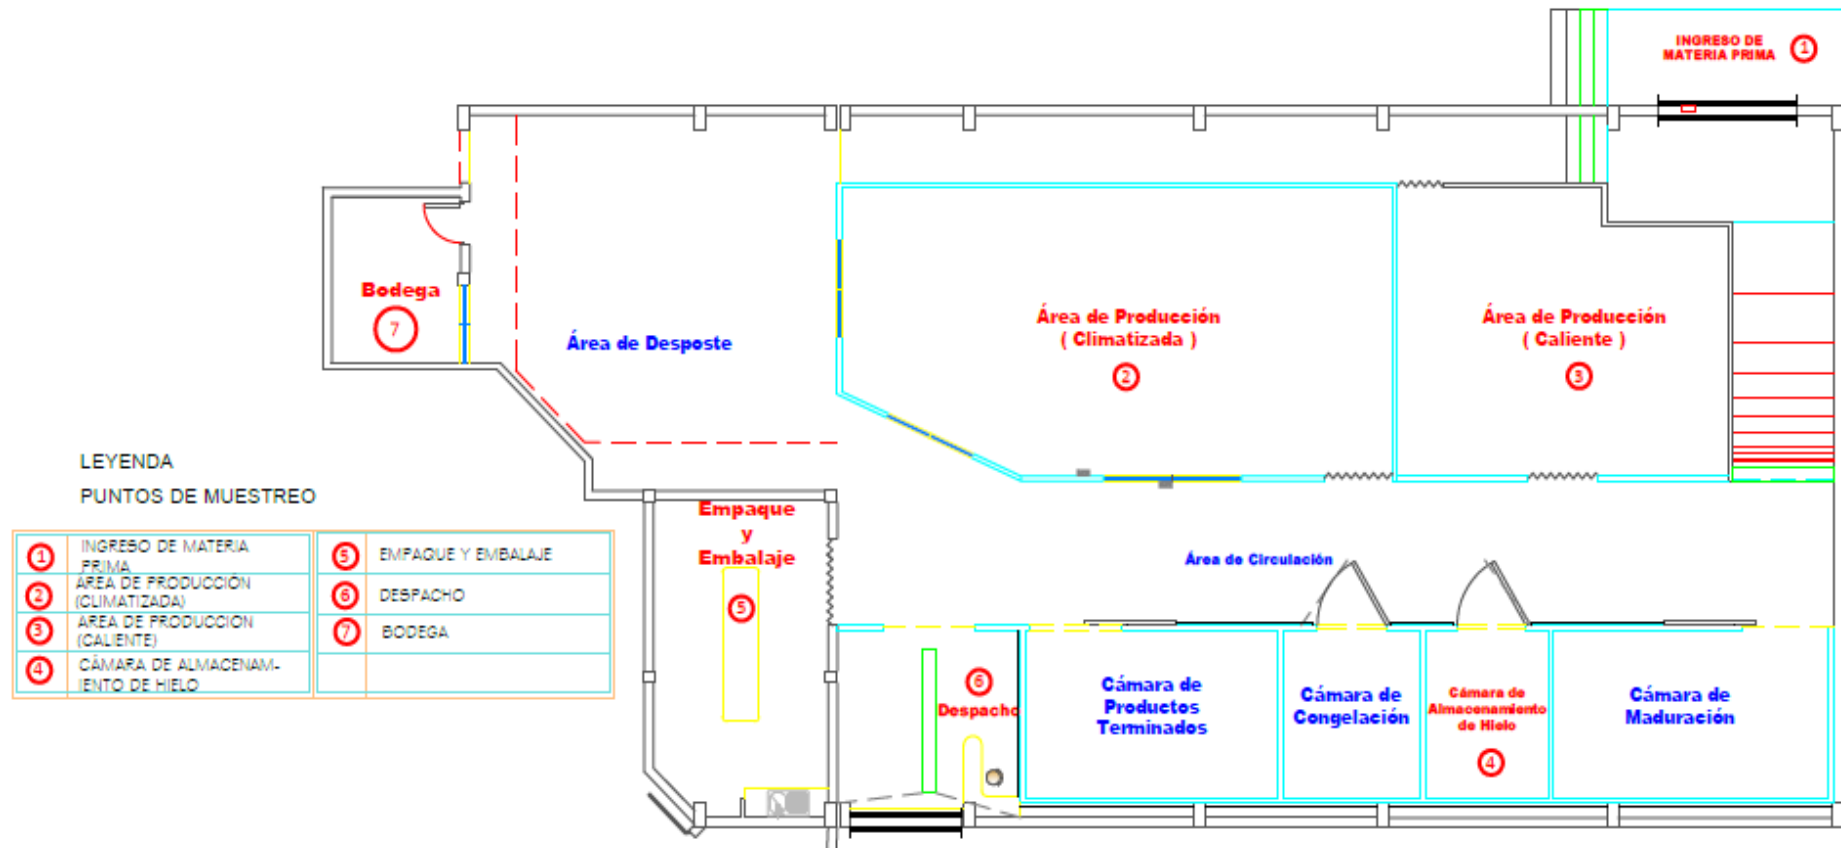 INGRESO DE
MATERIA PRIMA
1
Bodega
7
Área de Desposte
Área de Producción
( Climatizada )
2
Área de Producción
( Caliente )
3
LEYENDA
PUNTOS DE MUESTREO
1 INGRESO DE MATERIA
PRIMA
2 AREA DE PRODUCCIÓN
(CLIMATIZADA)
3 AREA DE PRODUCCION
(CALIENTE)
4 CÁMARA DE ALMACENAM-
IENTO DE HIELO
5 EMPAQUE Y EMBALAJE
6 DESPACHO
7 BODEGA
Empaque
y
Embalaje
5
Área de Circulación
6
Despacho
Cámara de
Productos
Terminados
Cámara de
Congelación
Cámara de
Almacenamiento
de Hielo
4
Cámara de
Maduración